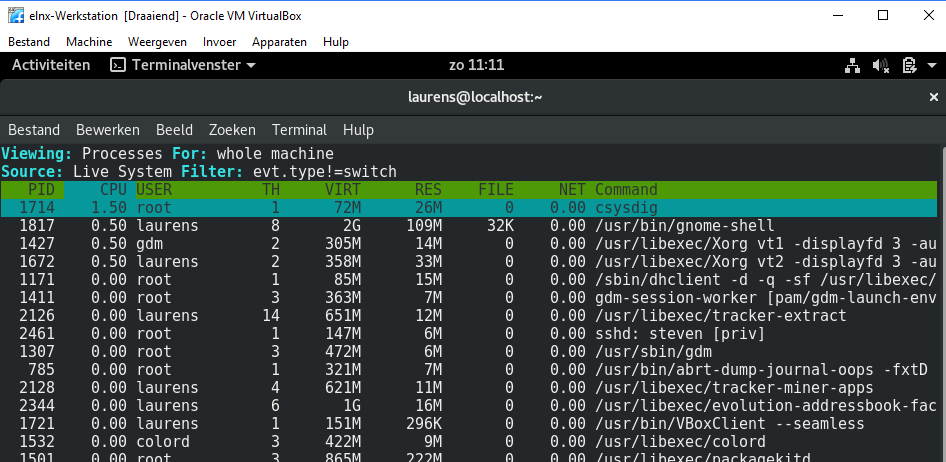 elnx-Werkstation [Draaiend] - Oracle VM VirtualBox
Bestand Machine Weergeven Invoer Apparaten Hulp
Activiteiten Terminalvenster zo 11:11
laurens@localhost:~
Bestand Bewerken Beeld Zoeken Terminal Hulp
Viewing: Processes For: whole machine
Source: Live System Filter: evt.type!=switch
PID CPU USER TH VIRT RES FILE NET Command
1714 1.50 root 1 72M 26M 0 0.00 csysdig
1817 0.50 laurens 8 2G 109M 32K 0.00 /usr/bin/gnome-shell
1427 0.50 gdm 2 305M 14M 0 0.00 /usr/libexec/Xorg vt1 -displayfd 3 -au
1672 0.50 laurens 2 358M 33M 0 0.00 /usr/libexec/Xorg vt2 -displayfd 3 -au
1171 0.00 root 1 85M 15M 0 0.00 /sbin/dhclient -d -q -sf /usr/libexec/
1411 0.00 root 3 363M 7M 0 0.00 gdm-session-worker [pam/gdm-launch-env
2126 0.00 laurens 14 651M 12M 0 0.00 /usr/libexec/tracker-extract
2461 0.00 root 1 147M 6M 0 0.00 sshd: steven [priv]
1307 0.00 root 3 472M 6M 0 0.00 /usr/sbin/gdm
785 0.00 root 1 321M 7M 0 0.00 /usr/bin/abrt-dump-journal-oops -fxtD
2128 0.00 laurens 4 621M 11M 0 0.00 /usr/libexec/tracker-miner-apps
2344 0.00 laurens 6 1G 16M 0 0.00 /usr/libexec/evolution-addressbook-fac
1721 0.00 laurens 1 151M 296K 0 0.00 /usr/bin/VBoxClient --seamless
1532 0.00 colord 3 422M 9M 0 0.00 /usr/libexec/colord
1501 0.00 root 3 865M 222M 0 0.00 /usr/libexec/packagekitd